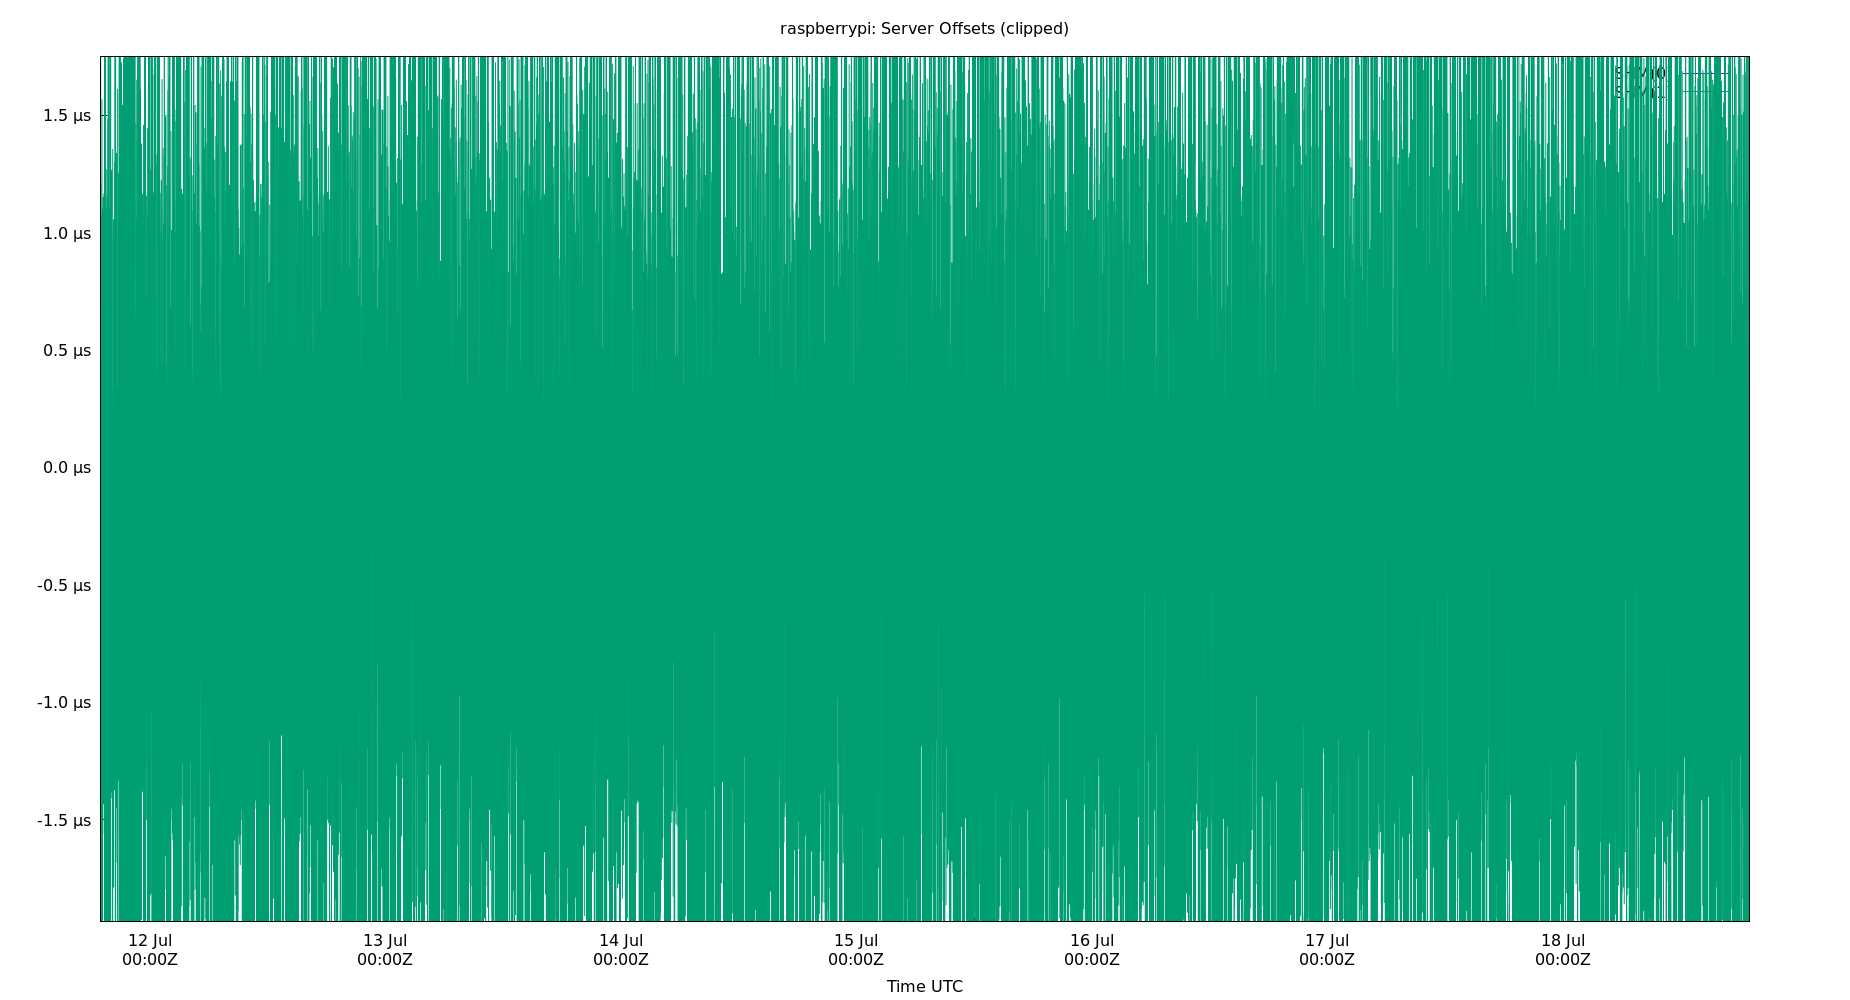 raspberrypi: Server Offsets (clipped)
1.5 µs
1.0 µs
0.5 µs
0.0 µs
-0.5 µs
-1.0 µs
-1.5 µs
12 Jul 13 Jul 14 Jul 15 Jul 16 Jul 17 Jul 18 Jul
00:00Z 00:00Z 00:00Z 00:00Z 00:00Z 00:00Z 00:00Z
Time UTC